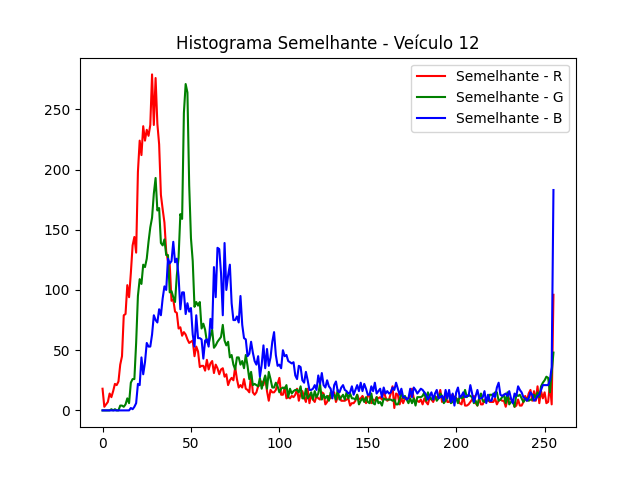 Histograma Semelhante - Veículo 12
Semelhante - R
Semelhante - G
Semelhante - B
250
200
150
100
50
0
0 50 100 150 200 250